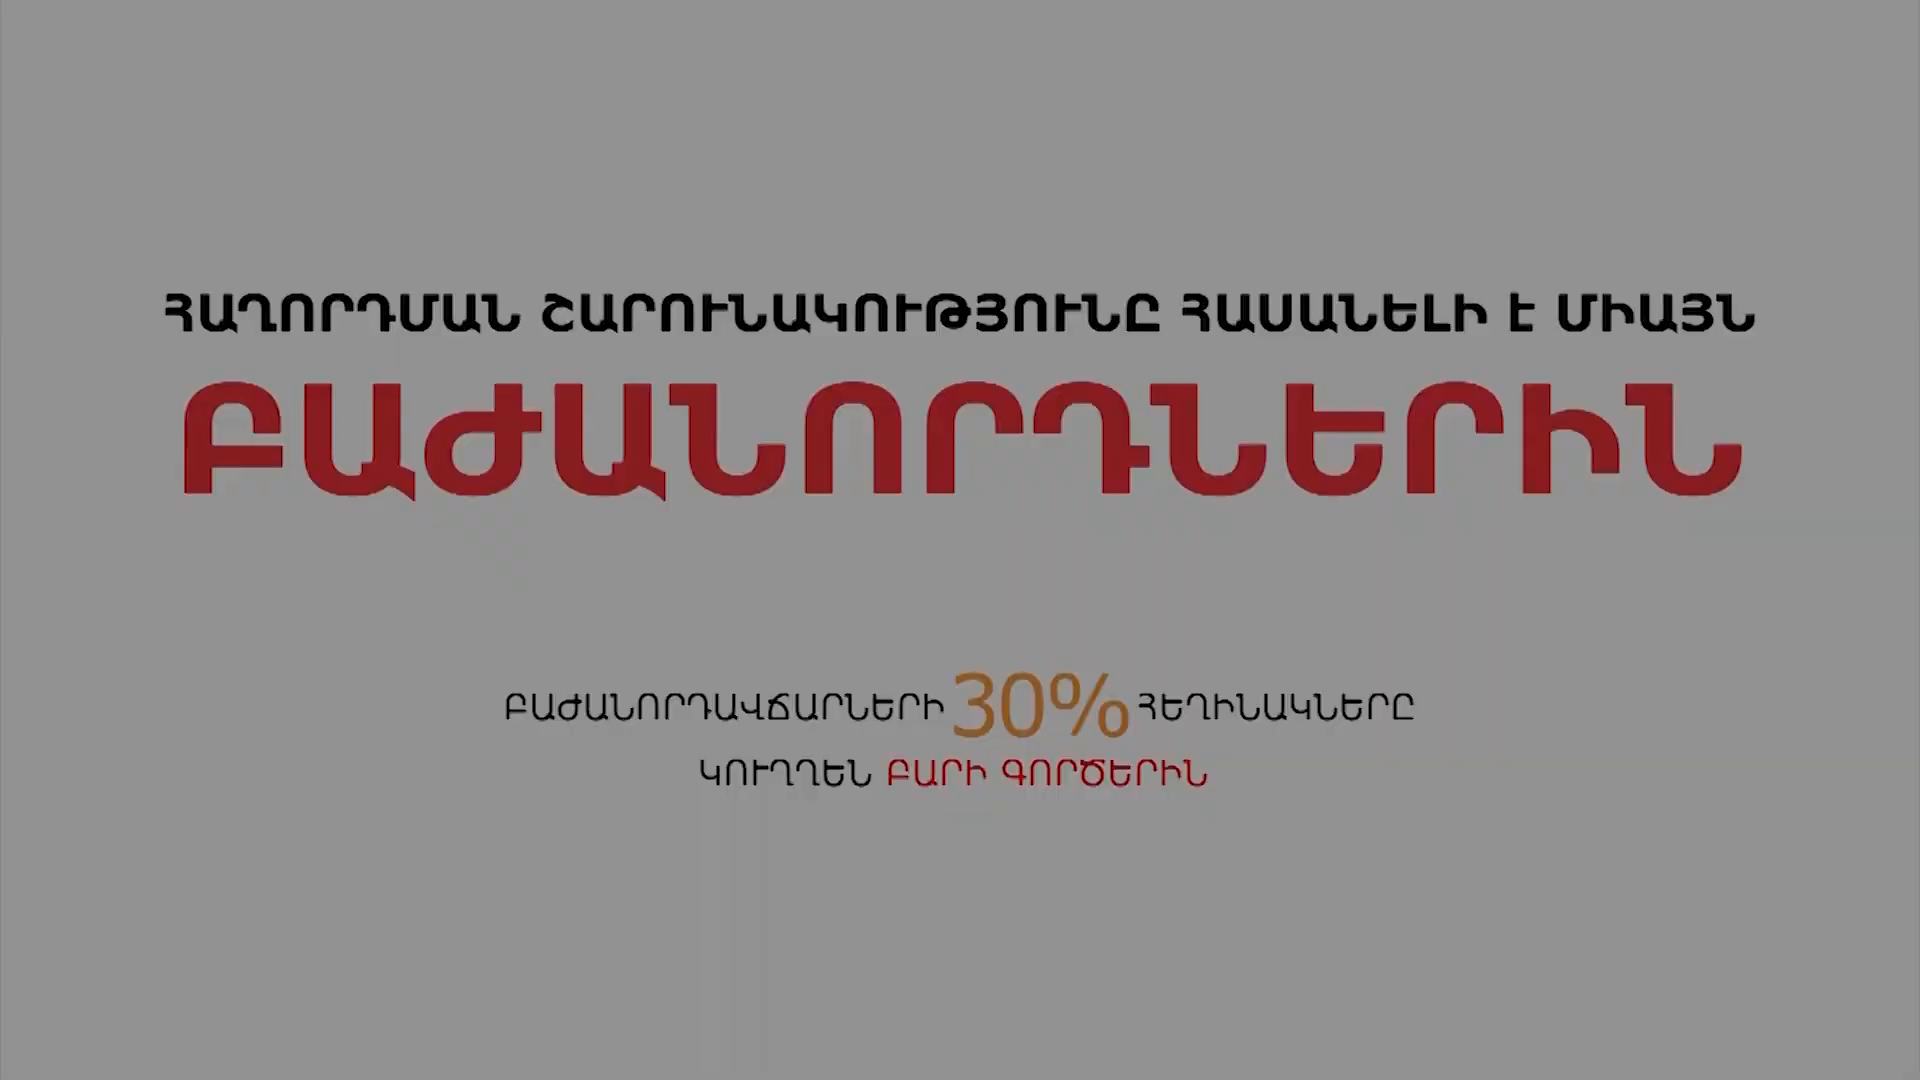 ՀԱՂՈՐԴՄԱՆ ՇԱՐՈՒՆԱԿՈՒԹՅՈՒՆԸ ՀԱՍԱՆԵԼԻ Է ՄԻԱՅՆ
ԲԱԺԱՆՈՐԴՆԵՐԻՆ
ԲԱԺԱՆՈՐԴԱՎՃԱՐՆԵՐԻ 30% ՀԵՂԻՆԱԿՆԵՐԸ
ԿՈՒՂՂԵՆ ԲԱՐԻ ԳՈՐԾԵՐԻՆ